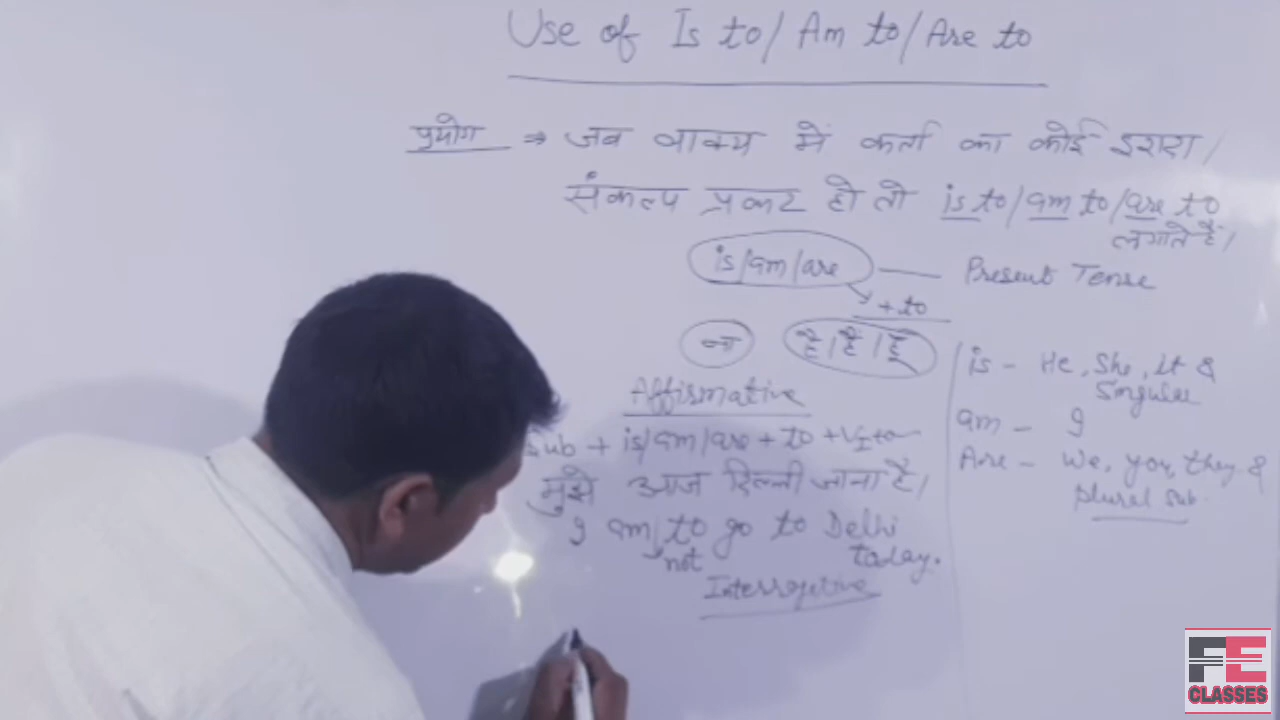 Use of Is to/ Am to/ Are to
प्रयोग ⇒ जब वाक्य में कर्ता का कोई इरादा/
संकल्प प्रकट हो तो is to/am to/are to
लगाते हैं/
is/am/are — Present Tense
+ to
ना है/हैं/हूँ
is - He, She, It &
Singular
am - I
Are - We, you, they &
plural sub.
Affirmative
Sub + is/am/are + to + VI +o
मुझे आज दिल्ली जाना है/
I am to go to Delhi
not today.
Interrogative
FE
CLASSES